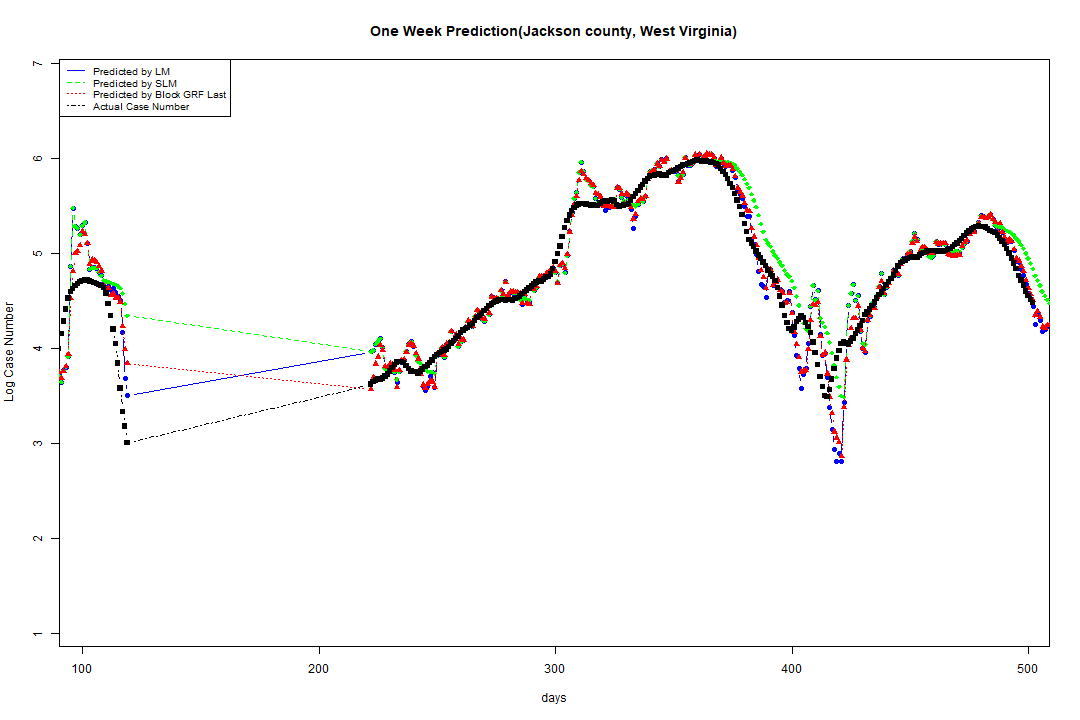 One Week Prediction(Jackson county, West Virginia)
Predicted by LM
Predicted by SLM
Predicted by Block GRF Last
Actual Case Number
Log Case Number
7
6
5
4
3
2
1
100 200 300 400 500
days